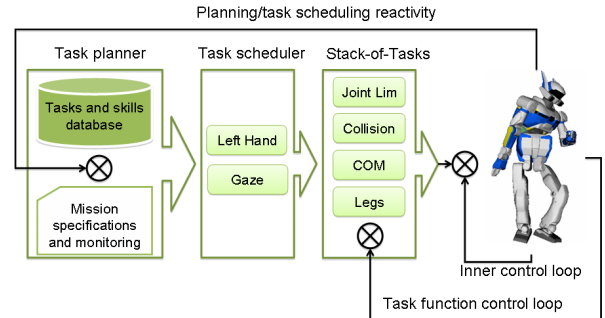 Planning/task scheduling reactivity
Task planner
Task scheduler
Stack-of-Tasks
Tasks and skills
database
Mission
specifications
and monitoring
Left Hand
Gaze
Joint Lim
Collision
COM
Legs
Inner control loop
Task function control loop